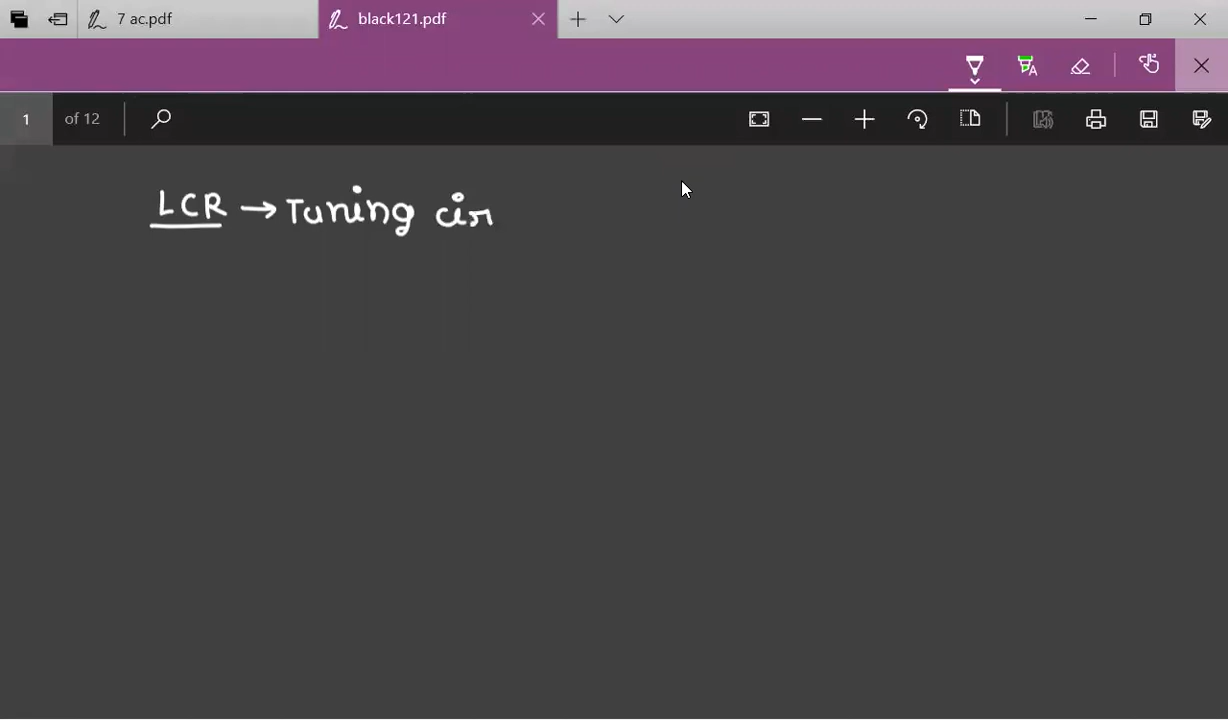 7 ac.pdf
black121.pdf
1 of 12
LCR → Tuning cir